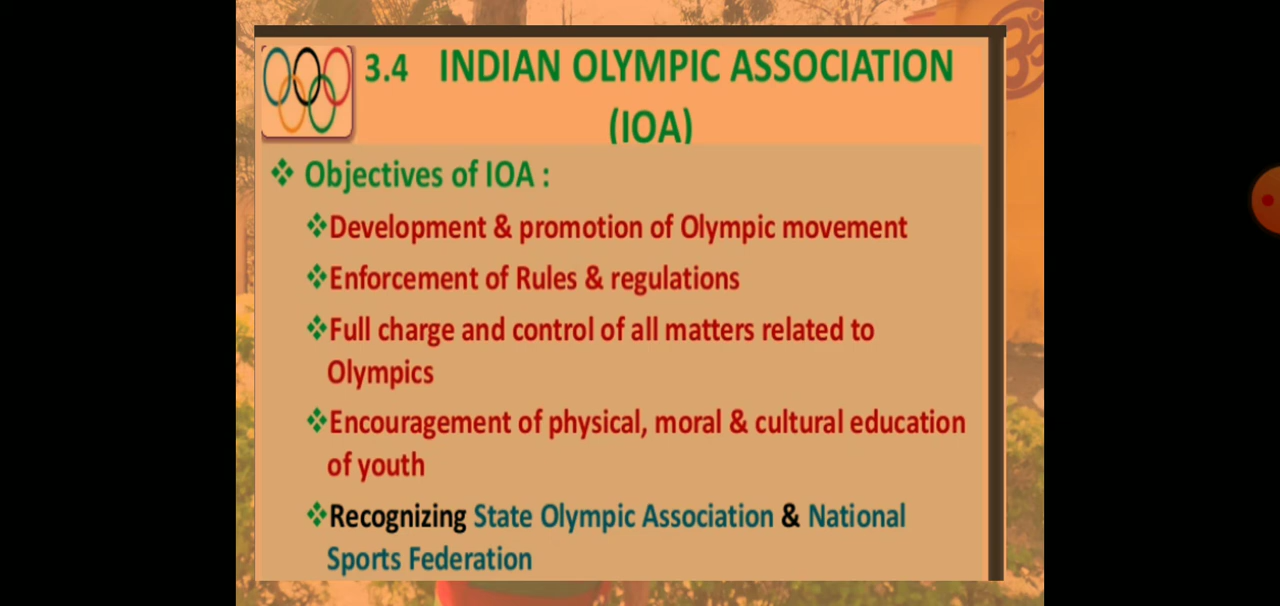 3.4 INDIAN OLYMPIC ASSOCIATION
(IOA)
❖ Objectives of IOA :
❖Development & promotion of Olympic movement
❖Enforcement of Rules & regulations
❖Full charge and control of all matters related to
Olympics
❖Encouragement of physical, moral & cultural education
of youth
❖Recognizing State Olympic Association & National
Sports Federation
ॐ